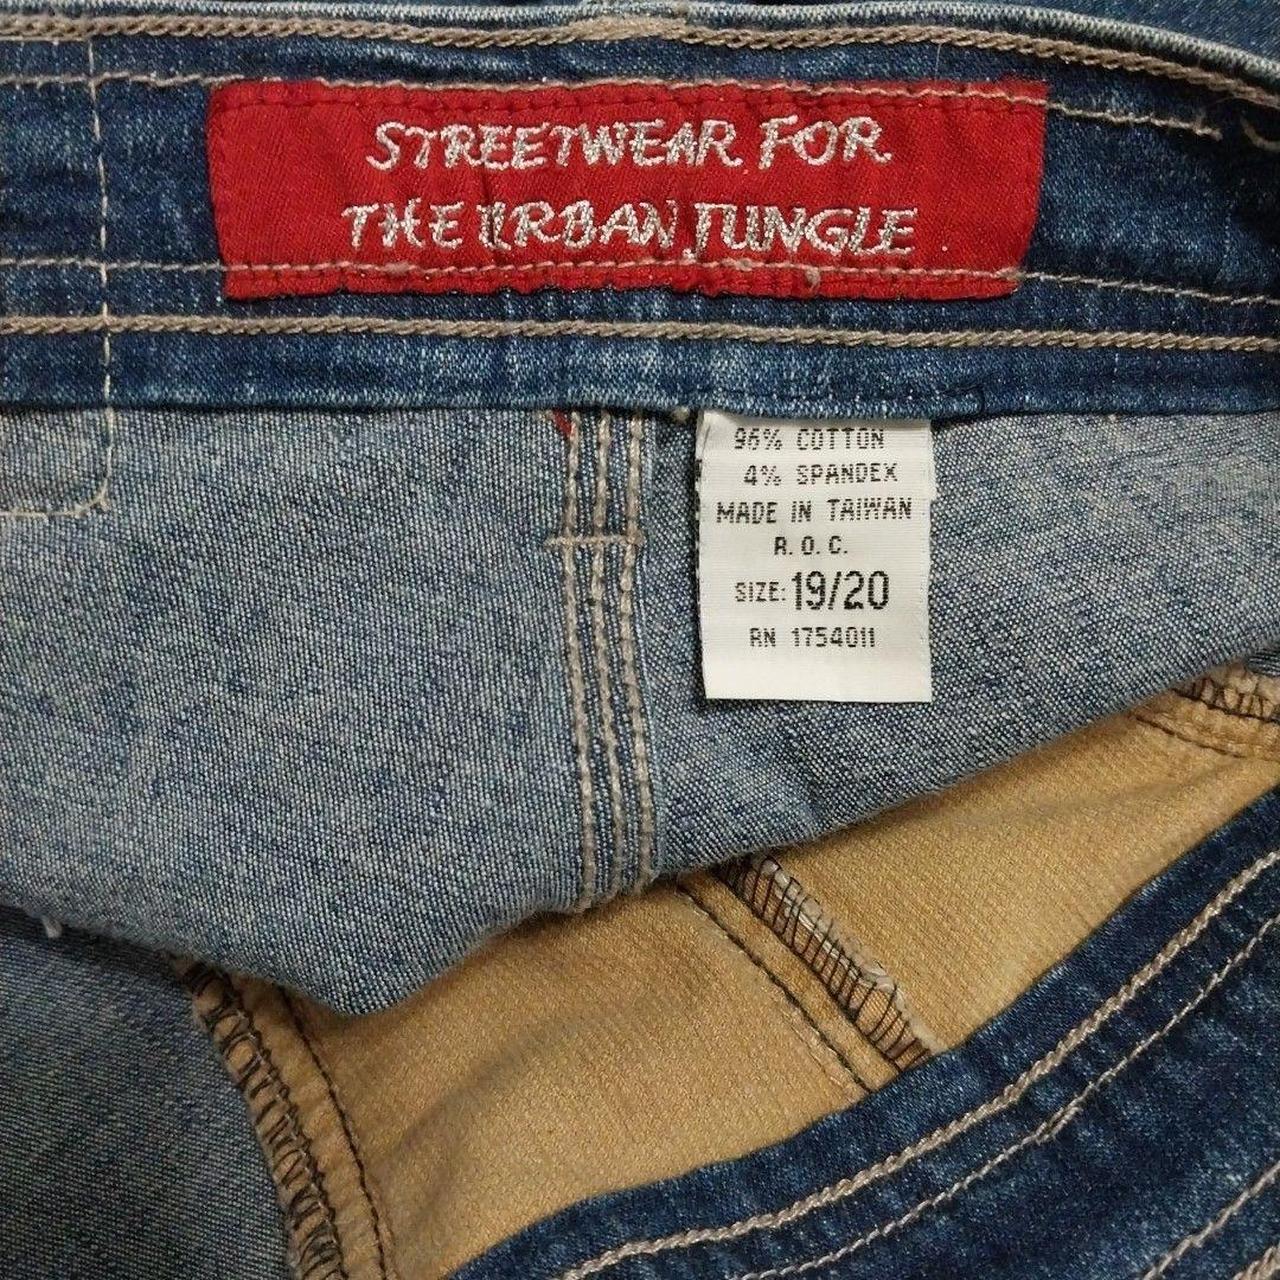 STREETWEAR FOR
THE URBAN JUNGLE
96% COTTON
4% SPANDEX
MADE IN TAIWAN
R.O.C.
SIZE: 19/20
RN 1754011